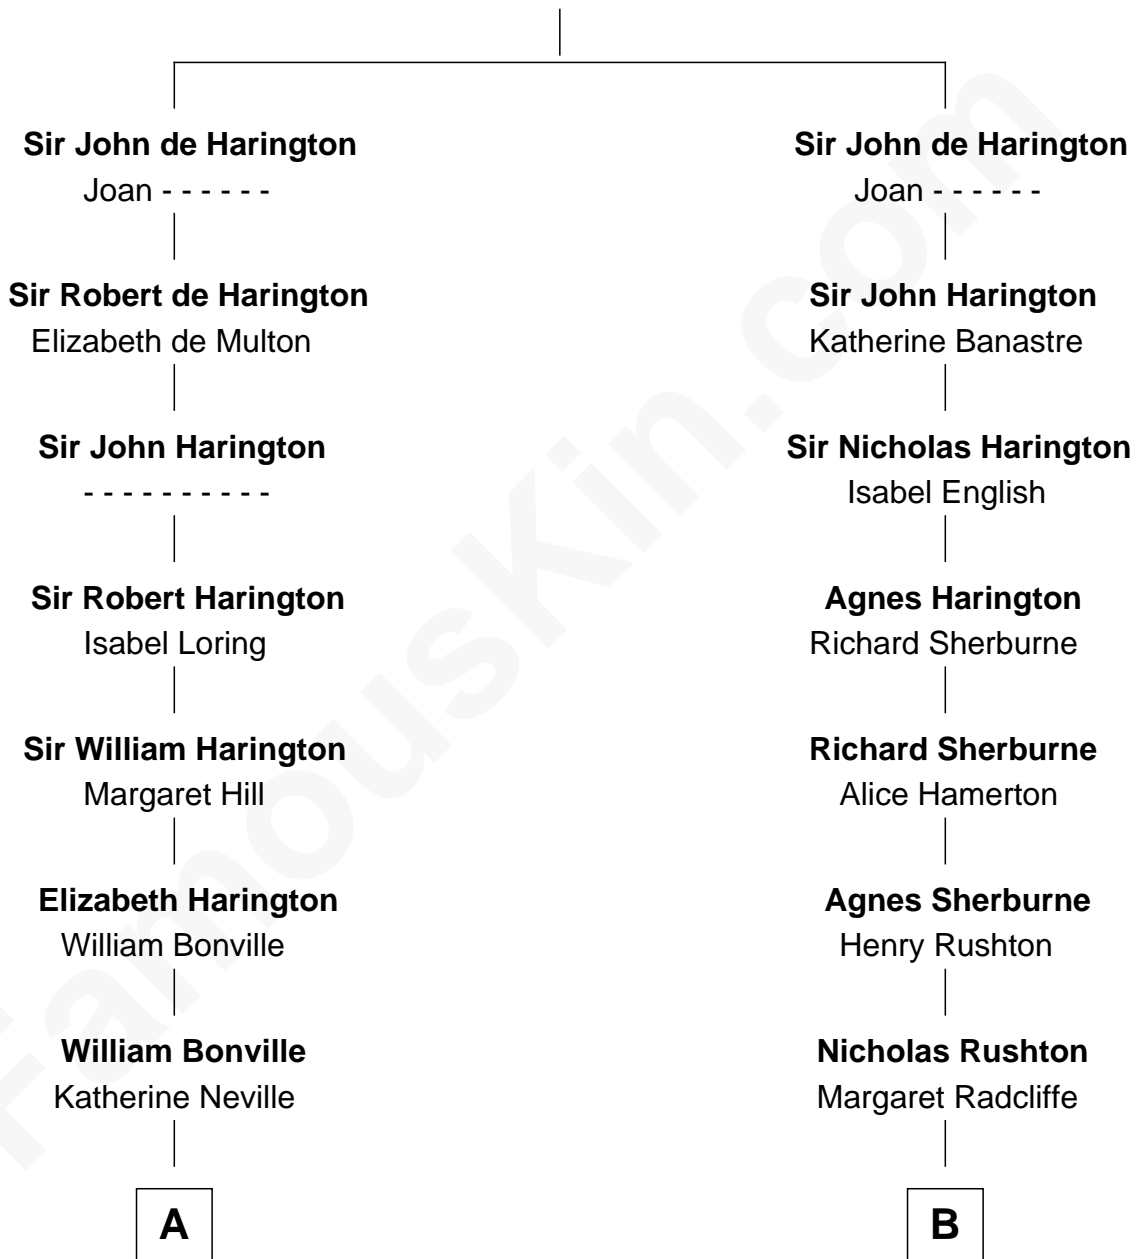 Sir John de Harington
Joan - - - - - -
Sir Robert de Harington
Elizabeth de Multon
Sir John Harington
- - - - - - - - - -
Sir Robert Harington
Isabel Loring
Sir William Harington
Margaret Hill
Elizabeth Harington
William Bonville
William Bonville
Katherine Neville
A
Sir John de Harington
Joan - - - - - -
Sir John Harington
Katherine Banastre
Sir Nicholas Harington
Isabel English
Agnes Harington
Richard Sherburne
Richard Sherburne
Alice Hamerton
Agnes Sherburne
Henry Rushton
Nicholas Rushton
Margaret Radcliffe
B
FamousKin.com